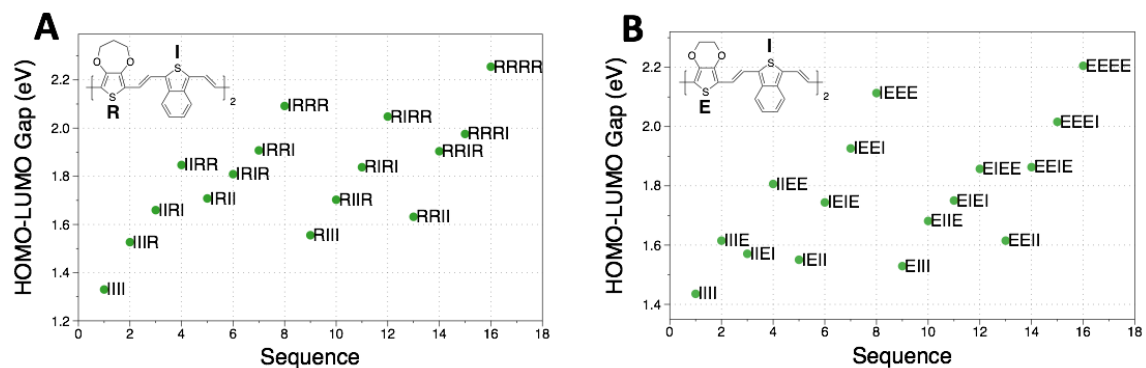 A
HOMO-LUMO Gap (eV)
2.2
2.0
1.8
1.6
1.4
1.2
0 2 4 6 8 10 12 14 16 18
Sequence
O O
S
R
I
S
2
IIII
IIIR
IIRI
IIRR
IRII
IRIR
IRRI
IRRR
RIII
RIIR
RIRI
RIRR
RRII
RRIR
RRRI
RRRR
B
HOMO-LUMO Gap (eV)
2.2
2.0
1.8
1.6
1.4
0 2 4 6 8 10 12 14 16 18
Sequence
O O
S
E
I
S
2
IIII
IIIE
IIEI
IIEE
IEII
EIE
IEEI
IEEE
EIII
EIIE
EIEI
EIEE
EEII
EEIE
EEEI
EEEE